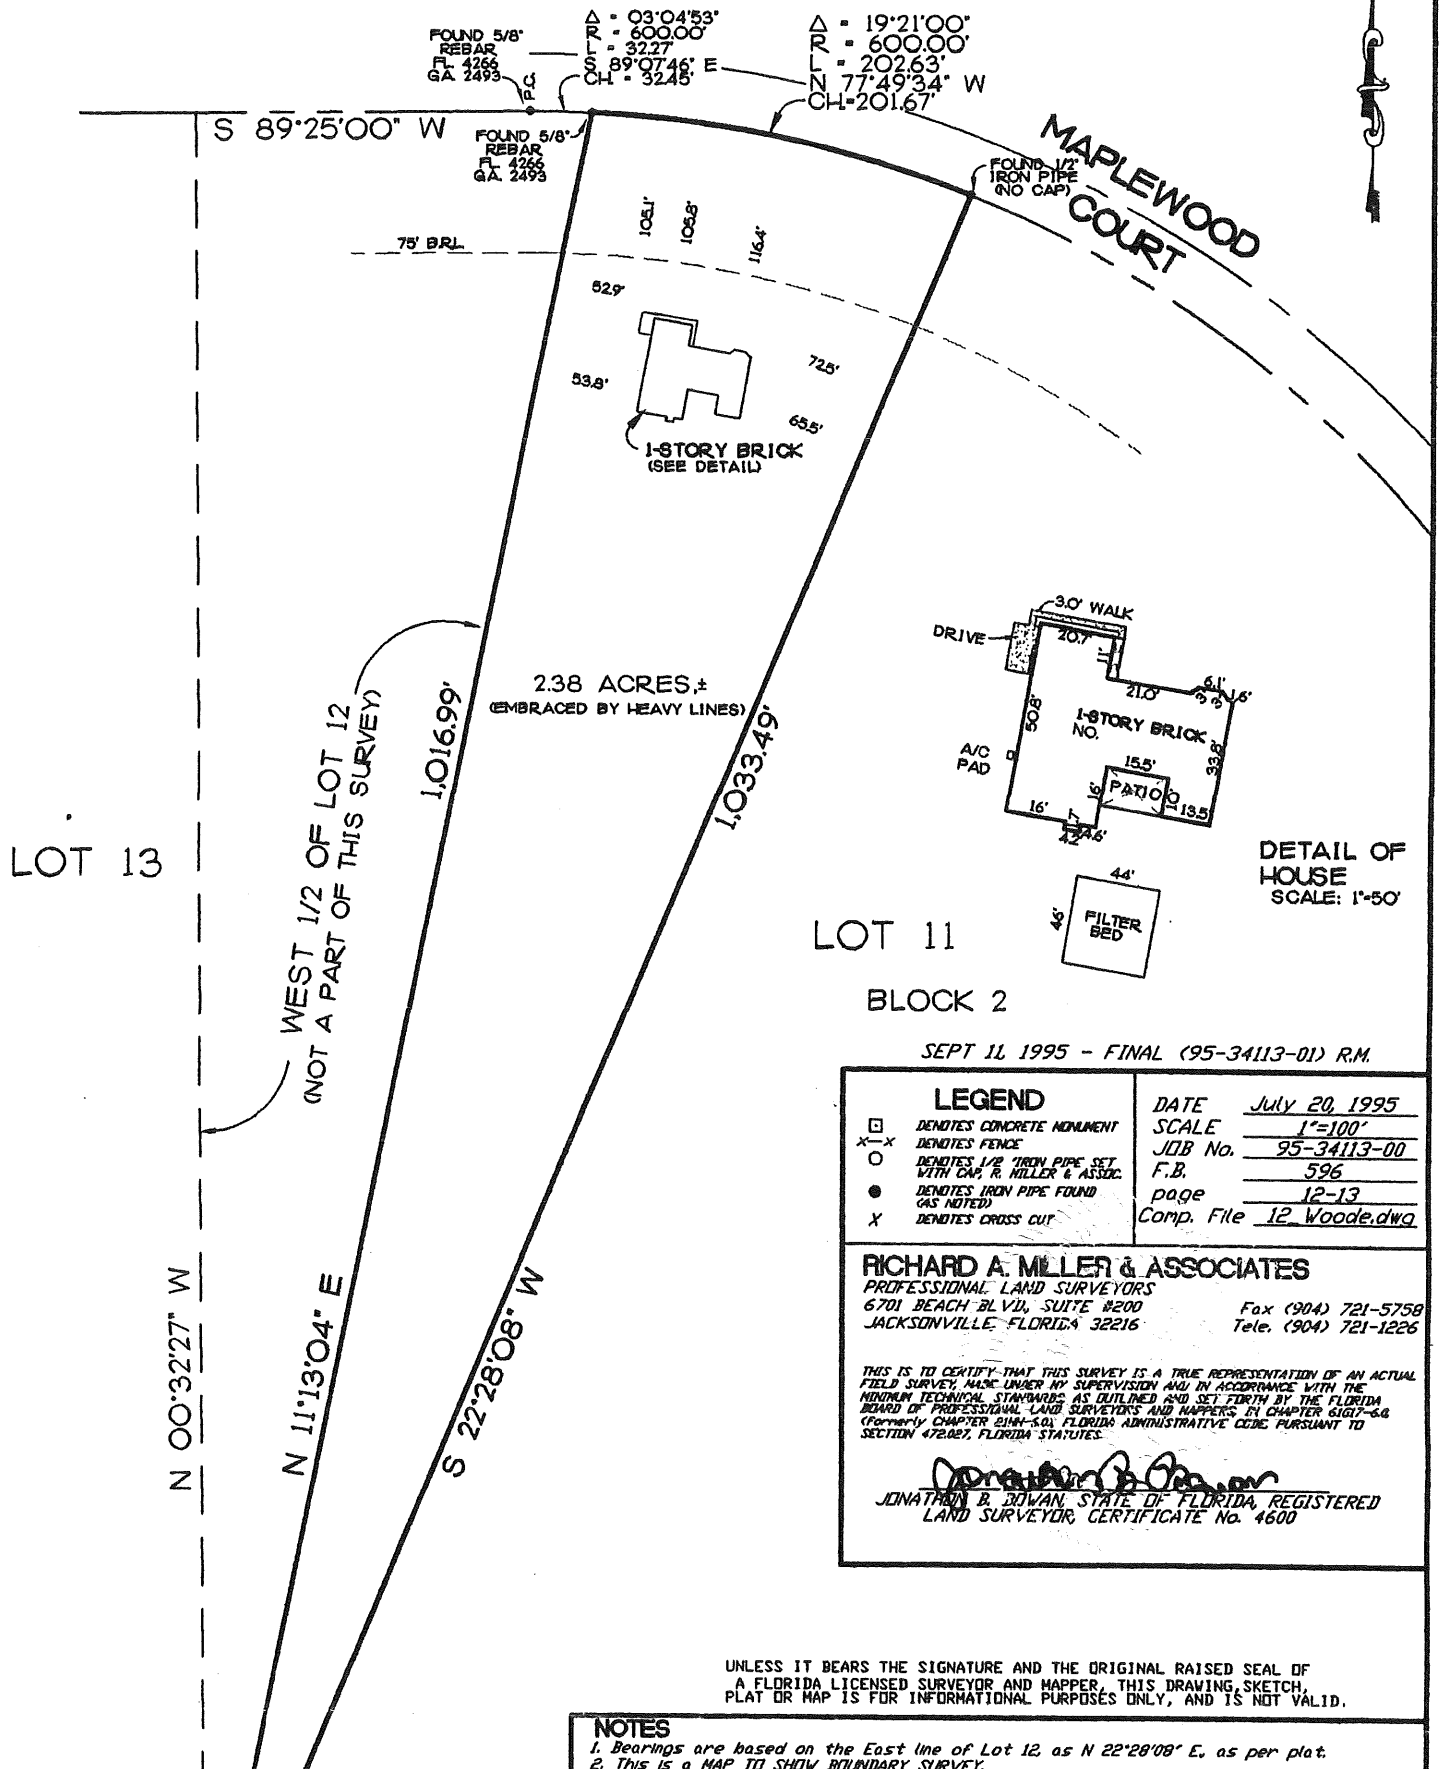 FOUND 5/8"
REBAR
FL 4266
GA. 2493
P.C.
Δ = 03°04'53"
R = 600.00'
L = 32.27'
S 89°07'46" E
CH. = 32.45'
Δ = 19°21'00"
R = 600.00'
L = 202.63'
N 77°49'34" W
CH.=201.67'
S 89°25'00" W
FOUND 5/8"
REBAR
FL 4266
GA. 2493
FOUND 1/2"
IRON PIPE
(NO CAP)
MAPLEWOOD
COURT
75' B.R.L.
105.1'
105.8'
116.4'
52.9'
53.8'
72.5'
65.5'
1-STORY BRICK
(SEE DETAIL)
2.38 ACRES,±
(EMBRACED BY HEAVY LINES)
1,016.99'
1,033.49'
WEST 1/2 OF LOT 12
(NOT A PART OF THIS SURVEY)
LOT 13
N 00°32'27" W
N 11°13'04" E
S 22°28'08" W
3.0' WALK
DRIVE
20.7'
11'
21.0'
3'
6.1'
3'
1.6'
50.8'
1-STORY BRICK
NO.
33.8'
A/C
PAD
15.5'
PATIO
16'
10'
16'
13.5'
.7'
4.2'
4.6'
44'
46'
FILTER
BED
DETAIL OF
HOUSE
SCALE: 1"=50'
LOT 11
BLOCK 2
SEPT 11, 1995 - FINAL (95-34113-01) R.M.
LEGEND
DENOTES CONCRETE MONUMENT
x—x DENOTES FENCE
DENOTES 1/2 "IRON PIPE SET
WITH CAP, R. MILLER & ASSOC.
DENOTES IRON PIPE FOUND
(AS NOTED)
X DENOTES CROSS CUT
DATE July 20, 1995
SCALE 1"=100'
JOB No. 95-34113-00
F.B. 596
page 12-13
Comp. File 12_Woode.dwg
RICHARD A. MILLER & ASSOCIATES
PROFESSIONAL LAND SURVEYORS
6701 BEACH BLVD., SUITE #200
JACKSONVILLE, FLORIDA 32216
Fax (904) 721-5758
Tele. (904) 721-1226
THIS IS TO CERTIFY THAT THIS SURVEY IS A TRUE REPRESENTATION OF AN ACTUAL
FIELD SURVEY, MADE UNDER MY SUPERVISION AND IN ACCORDANCE WITH THE
MINIMUM TECHNICAL STANDARDS AS OUTLINED AND SET FORTH BY THE FLORIDA
BOARD OF PROFESSIONAL LAND SURVEYORS AND MAPPERS, IN CHAPTER 61G17-6.6
(Formerly CHAPTER 21HH-6.0), FLORIDA ADMINISTRATIVE CODE, PURSUANT TO
SECTION 472.027, FLORIDA STATUTES.
JONATHON B. BOWAN, STATE OF FLORIDA, REGISTERED
LAND SURVEYOR, CERTIFICATE No. 4600
UNLESS IT BEARS THE SIGNATURE AND THE ORIGINAL RAISED SEAL OF
A FLORIDA LICENSED SURVEYOR AND MAPPER, THIS DRAWING,SKETCH,
PLAT OR MAP IS FOR INFORMATIONAL PURPOSES ONLY, AND IS NOT VALID.
NOTES
1. Bearings are based on the East line of Lot 12, as N 22°28'08" E, as per plat.
2. This is a MAP TO SHOW BOUNDARY SURVEY.